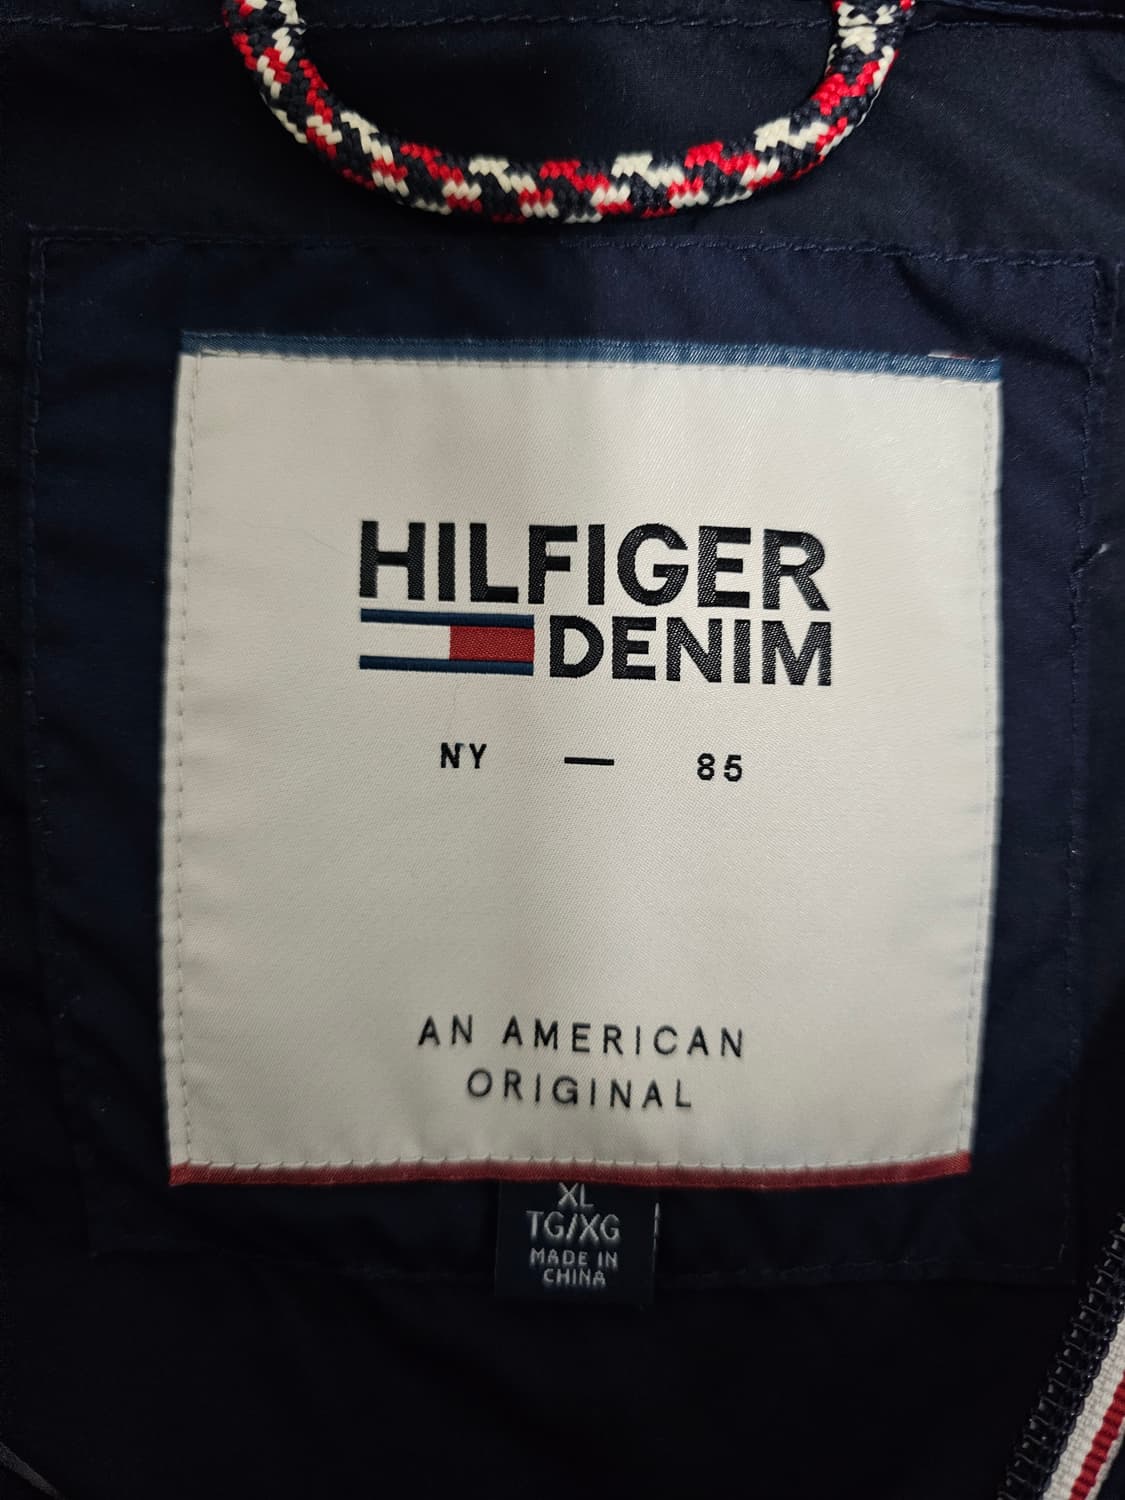 HILFIGER
DENIM
NY — 85
AN AMERICAN
ORIGINAL
XL
TG/XG
MADE IN
CHINA